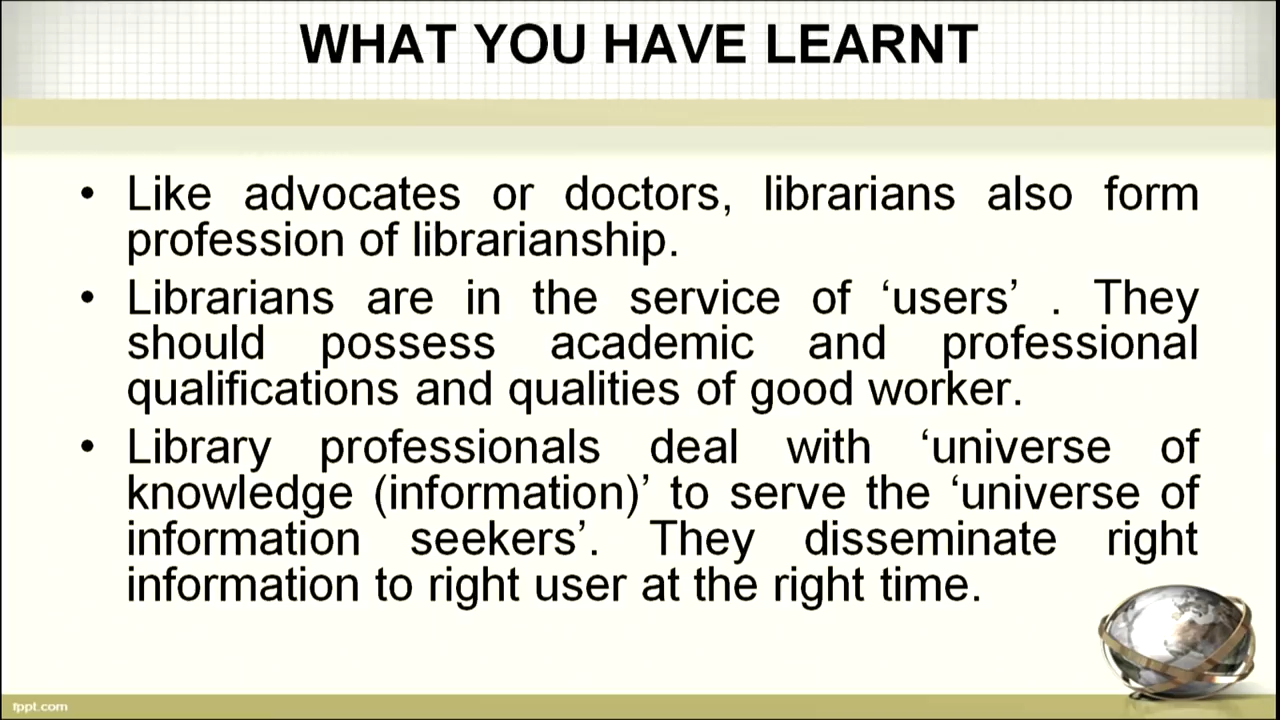 WHAT YOU HAVE LEARNT
• Like advocates or doctors, librarians also form
profession of librarianship.
• Librarians are in the service of ‘users’ . They
should possess academic and professional
qualifications and qualities of good worker.
• Library professionals deal with ‘universe of
knowledge (information)’ to serve the ‘universe of
information seekers’. They disseminate right
information to right user at the right time.
fppt.com